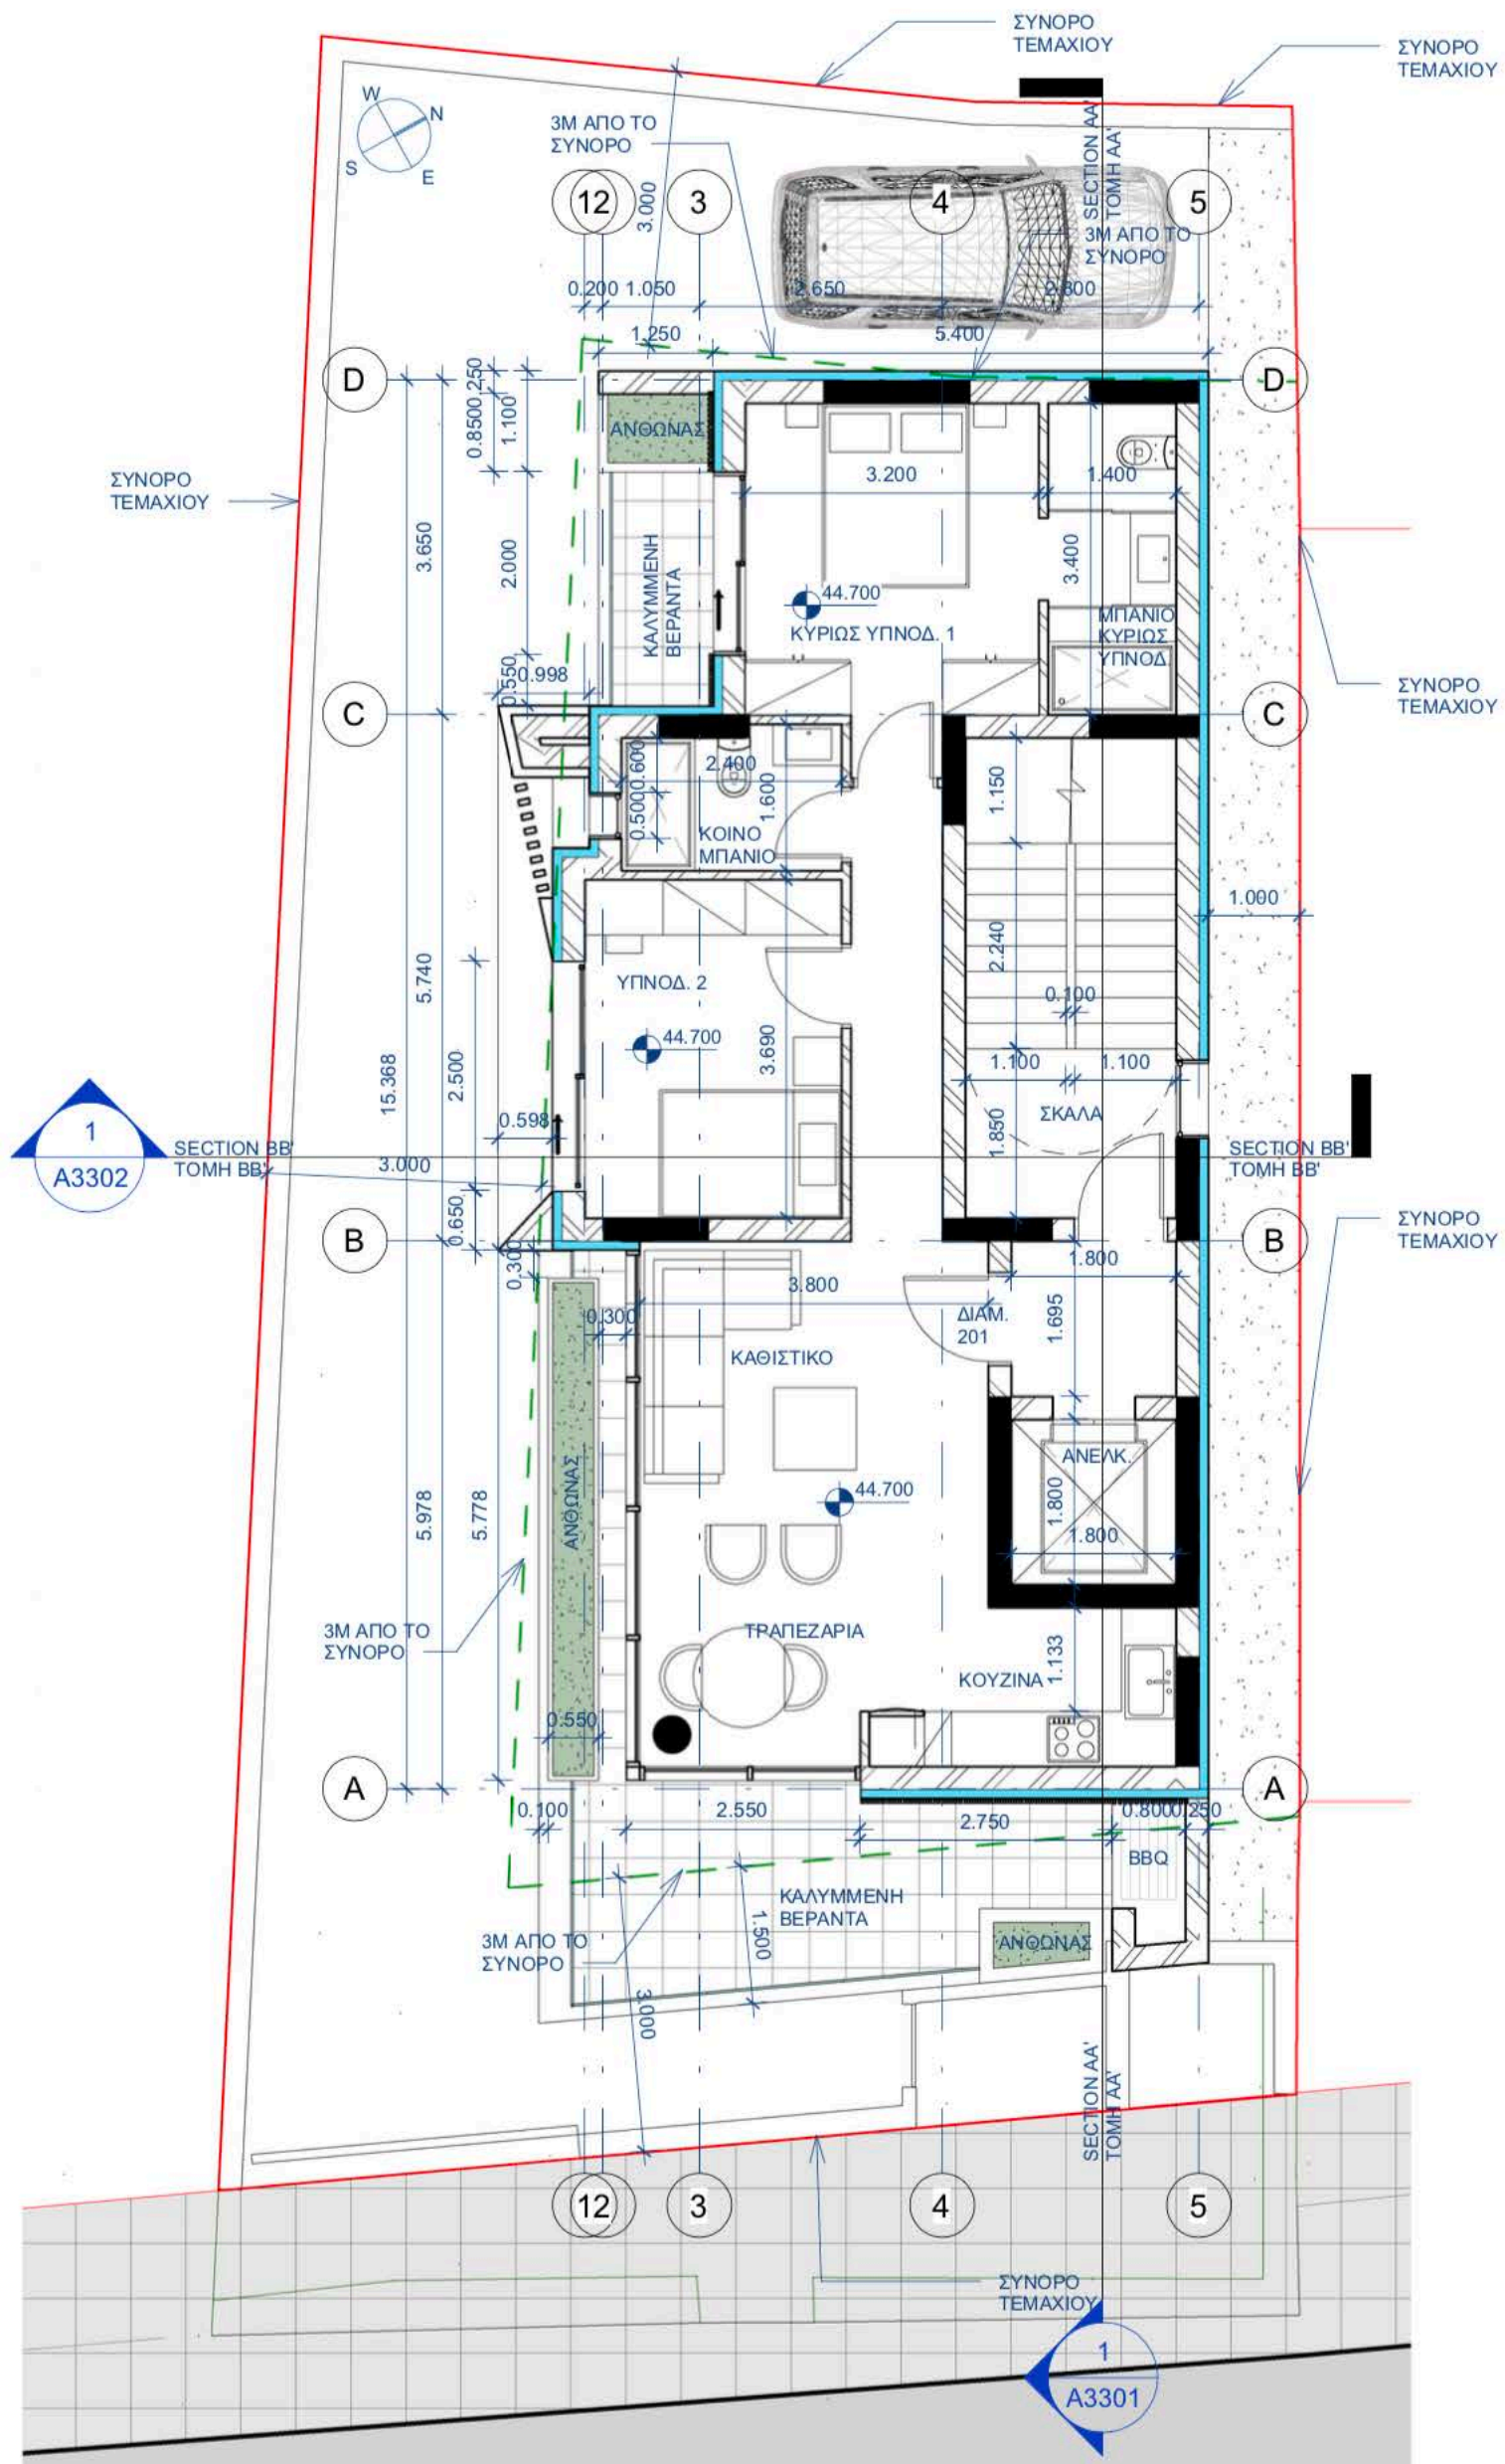 ΣΥΝΟΡΟ
ΤΕΜΑΧΙΟΥ
ΣΥΝΟΡΟ
ΤΕΜΑΧΙΟΥ
W
N
S
E
3Μ ΑΠΟ ΤΟ
ΣΥΝΟΡΟ
3.000
SECTION AA'
ΤΟΜΗ ΑΑ'
12
3
4
5
3Μ ΑΠΟ ΤΟ
ΣΥΝΟΡΟ
0.200
1.050
2.650
2.800
1.250
5.400
D
D
0.8500
250
1.100
ΑΝΘΩΝΑΣ
3.200
1.400
ΣΥΝΟΡΟ
ΤΕΜΑΧΙΟΥ
3.650
2.000
ΚΑΛΥΜΜΕΝΗ
ΒΕΡΑΝΤΑ
3.400
44.700
ΚΥΡΙΩΣ ΥΠΝΟΔ. 1
ΜΠΑΝΙΟ
ΚΥΡΙΩΣ
ΥΠΝΟΔ.
0.550
0.998
ΣΥΝΟΡΟ
ΤΕΜΑΧΙΟΥ
C
C
0.600
2.400
0.500
1.600
1.150
ΚΟΙΝΟ
ΜΠΑΝΙΟ
1.000
5.740
2.240
ΥΠΝΟΔ. 2
0.100
44.700
3.690
15.368
2.500
1.100
1.100
0.598
1.850
ΣΚΑΛΑ
1
A3302
SECTION BB'
ΤΟΜΗ ΒΒ'
3.000
SECTION BB'
ΤΟΜΗ ΒΒ'
0.650
ΣΥΝΟΡΟ
ΤΕΜΑΧΙΟΥ
B
B
0.300
1.800
3.800
0.300
ΔΙΑΜ.
201
1.695
ΚΑΘΙΣΤΙΚΟ
ΑΝΕΛΚ.
5.978
5.778
ΑΝΘΩΝΑΣ
44.700
1.800
1.800
3Μ ΑΠΟ ΤΟ
ΣΥΝΟΡΟ
ΤΡΑΠΕΖΑΡΙΑ
1.133
ΚΟΥΖΙΝΑ
0.550
A
A
0.100
2.550
2.750
0.800
0.250
BBQ
ΚΑΛΥΜΜΕΝΗ
ΒΕΡΑΝΤΑ
1.500
3Μ ΑΠΟ ΤΟ
ΣΥΝΟΡΟ
ΑΝΘΩΝΑΣ
3.000
SECTION AA'
ΤΟΜΗ ΑΑ'
12
3
4
5
ΣΥΝΟΡΟ
ΤΕΜΑΧΙΟΥ
1
A3301